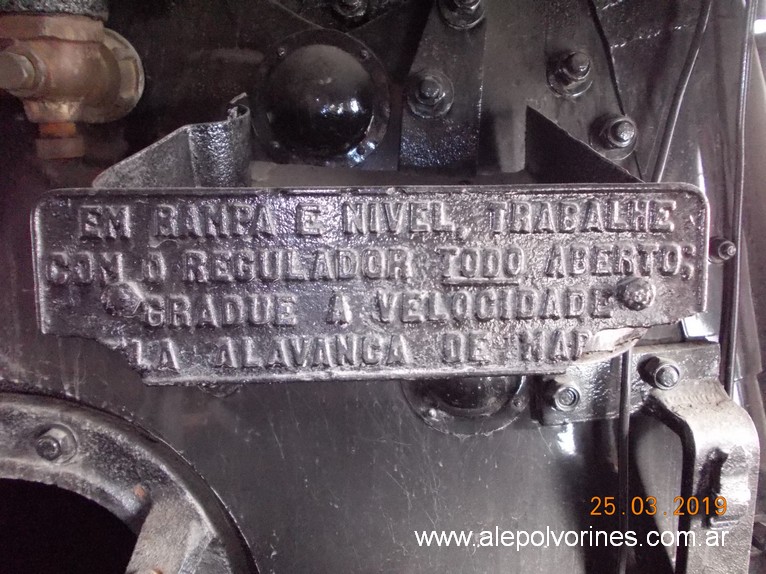 EM RAMPA E NIVEL, TRABALHE
COM O REGULADOR TODO ABERTO;
GRADUE A VELOCIDADE
ALAVANCA DE
25.03.2019
www.alepolvorines.com.ar